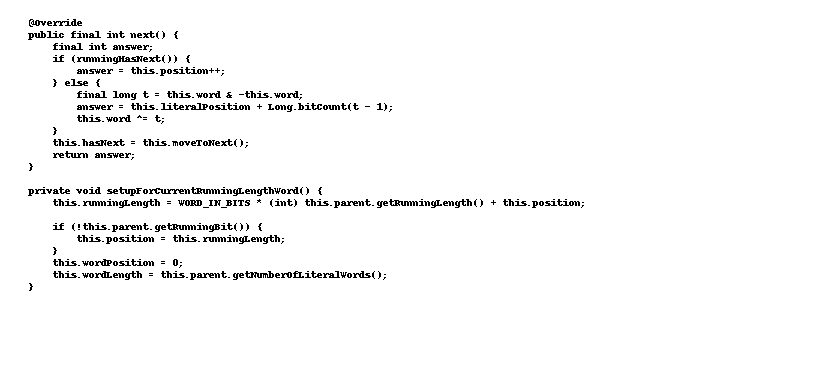 @Override
public final int next() {
    final int answer;
    if (runningHasNext()) {
        answer = this.position++;
    } else {
        final long t = this.word & -this.word;
        answer = this.literalPosition + Long.bitCount(t - 1);
        this.word ^= t;
    }
    this.hasNext = this.moveToNext();
    return answer;
}

private void setupForCurrentRunningLengthWord() {
    this.runningLength = WORD_IN_BITS * (int) this.parent.getRunningLength() + this.position;

    if (!this.parent.getRunningBit()) {
        this.position = this.runningLength;
    }
    this.wordPosition = 0;
    this.wordLength = this.parent.getNumberOfLiteralWords();
}